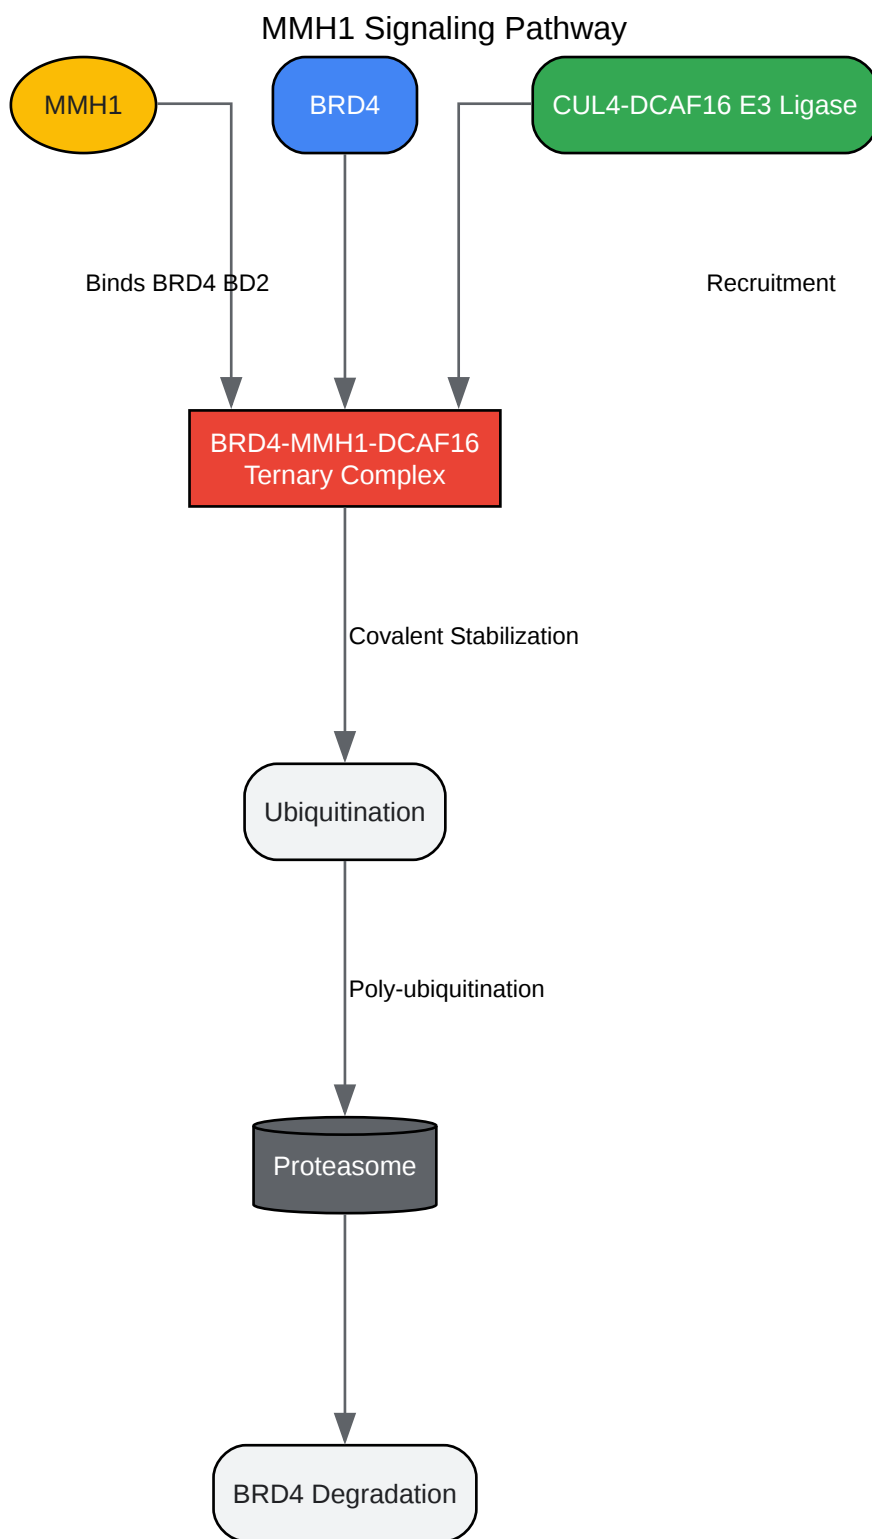 MMH1 Signaling Pathway
MMH1
BRD4
CUL4-DCAF16 E3 Ligase
Binds BRD4 BD2
Recruitment
BRD4-MMH1-DCAF16
Ternary Complex
Covalent Stabilization
Ubiquitination
Poly-ubiquitination
Proteasome
BRD4 Degradation